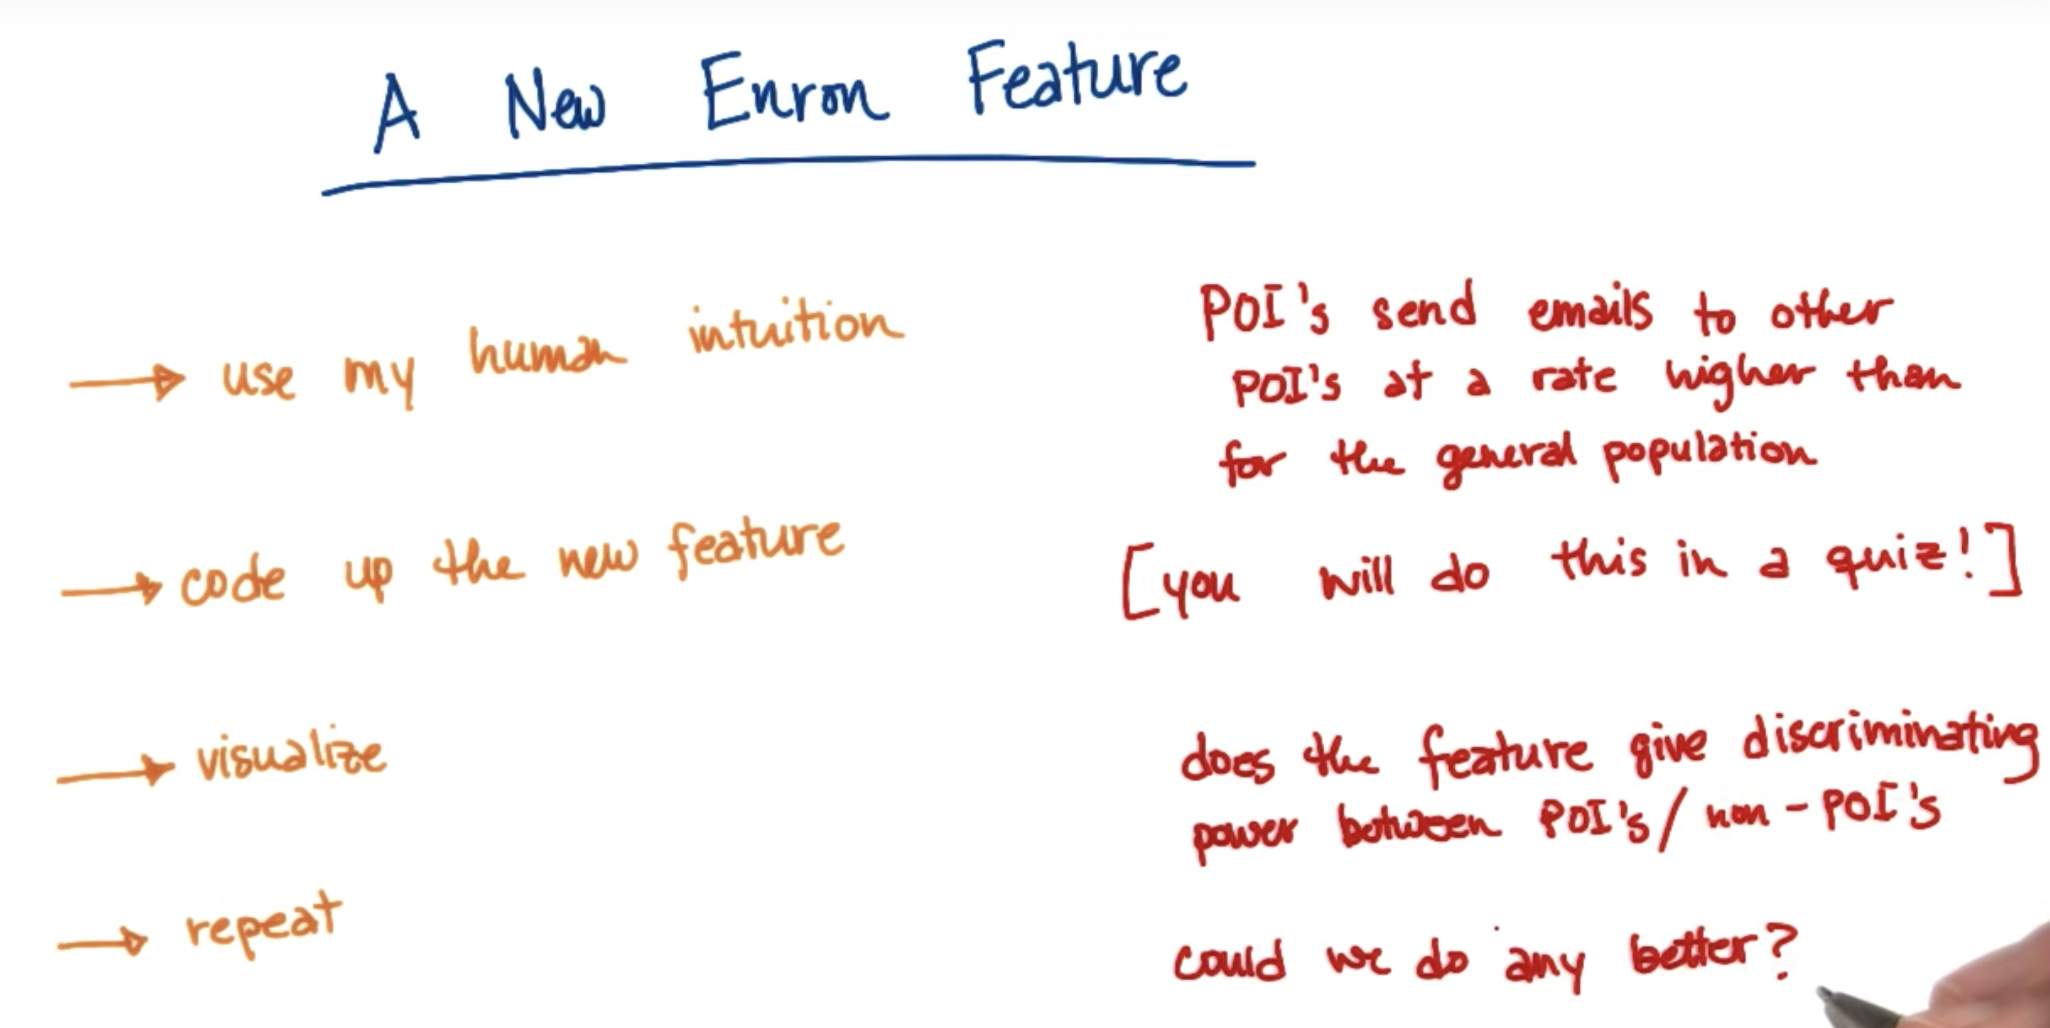 A New Enron Feature
→ use my human intuition
POI's send emails to other
POI's at a rate higher than
for the general population
→ code up the new feature
[you will do this in a quiz!]
→ visualize
does the feature give discriminating
power between POI's / non-POI's
→ repeat
could we do any better?